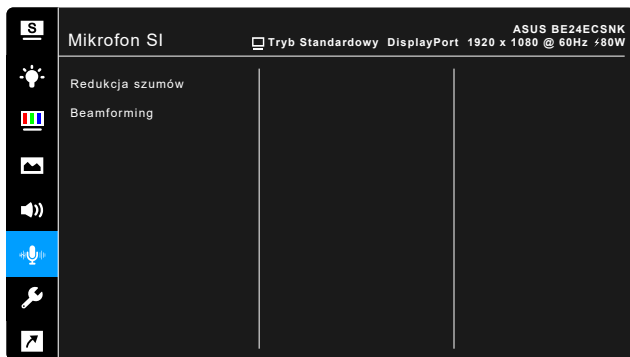 S
ASUS BE24ECSNK
Mikrofon SI
Tryb Standardowy DisplayPort 1920 x 1080 @ 60Hz ⚡80W
Redukcja szumów
Beamforming